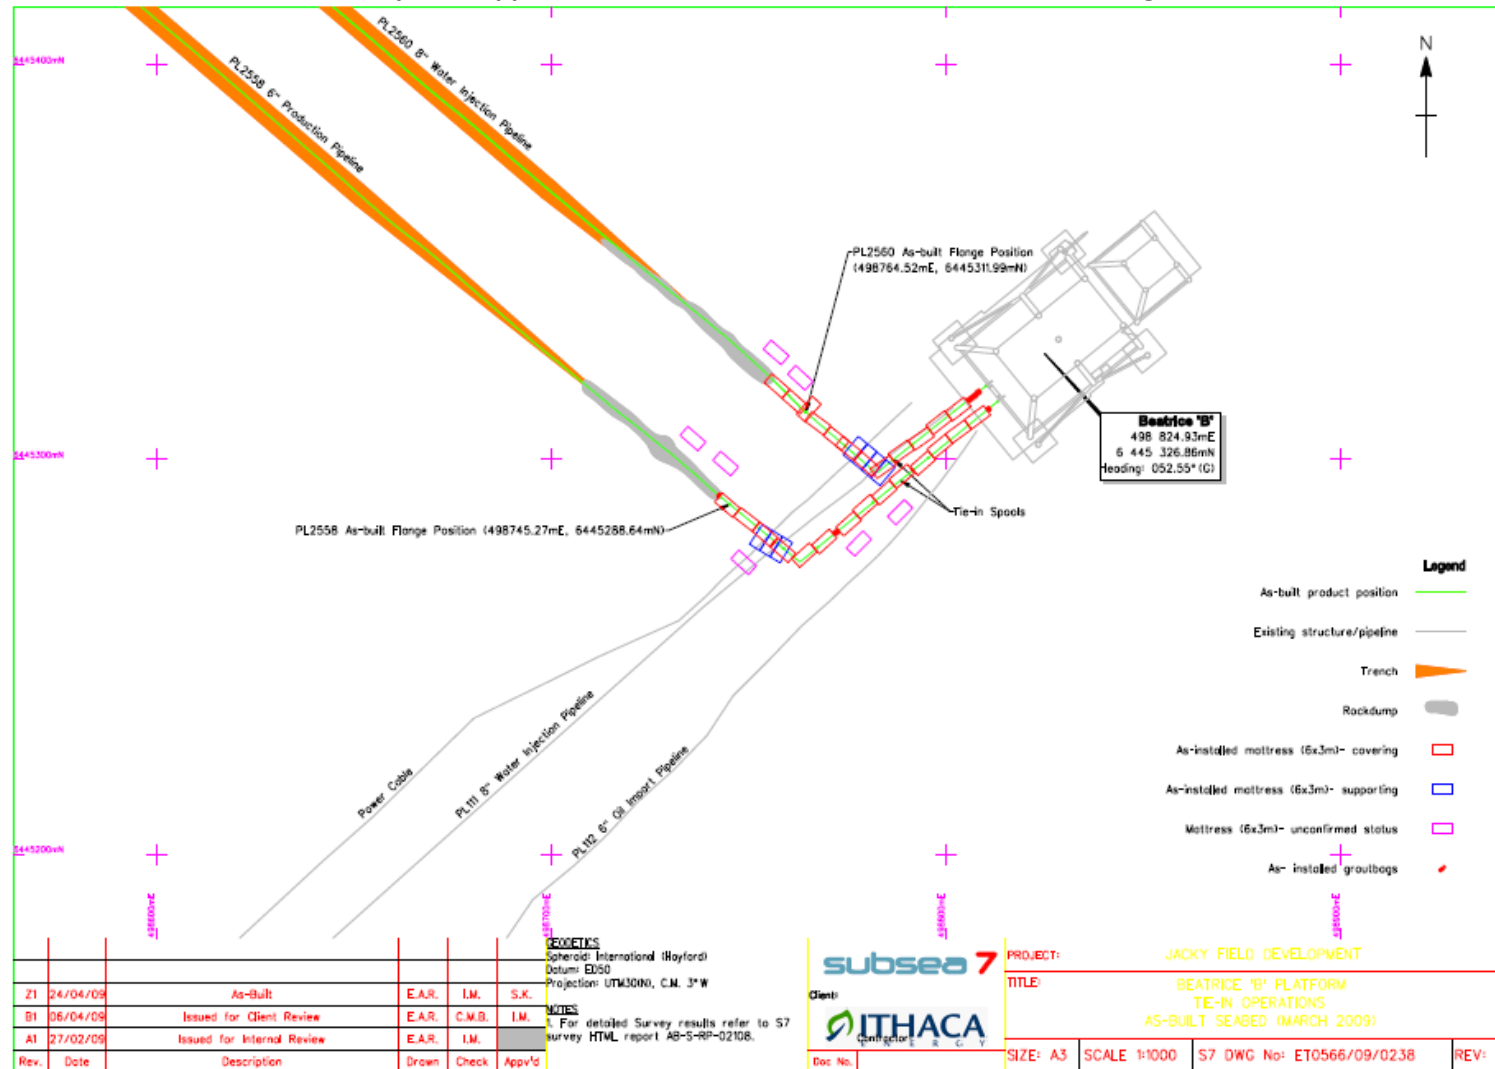 PL2560 8" Water Injection Pipeline
PL2558 6" Production Pipeline
N
6445400mN
PL2560 As-built Flange Position
(498764.52mE, 6445311.99mN)
Beatrice 'B'
498 824.93mE
6 445 326.86mN
Heading: 052.55° (G)
6445300mN
Tie-in Spools
PL2558 As-built Flange Position (498745.27mE, 6445288.64mN)
Power Cable
PL111 8" Water Injection Pipeline
PL112 6" Oil Import Pipeline
Legend
As-built product position
Existing structure/pipeline
Trench
Rockdump
As-installed mattress (6x3m)- covering
As-installed mattress (6x3m)- supporting
Mattress (6x3m)- unconfirmed status
As- installed groutbags
6445200mN
498600mE
498700mE
498800mE
498900mE
Z1 24/04/09 As-Built E.A.R. I.M. S.K.
B1 06/04/09 Issued for Client Review E.A.R. C.M.B. I.M.
A1 27/02/09 Issued for Internal Review E.A.R. I.M.
Rev. Date Description Drawn Check Appv'd
GEODETICS
Spheroid: International (Hayford)
Datum: ED50
Projection: UTM30(N), C.M. 3°W
NOTES
1. For detailed Survey results refer to S7
survey HTML report AB-S-RP-02108.
subsea 7
Client:
ITHACA
ENERGY
Contractor
Doc No.
PROJECT: JACKY FIELD DEVELOPMENT
TITLE: BEATRICE 'B' PLATFORM
TIE-IN OPERATIONS
AS-BUILT SEABED (MARCH 2009)
SIZE: A3 SCALE 1:1000 S7 DWG No: ET0566/09/0238 REV: